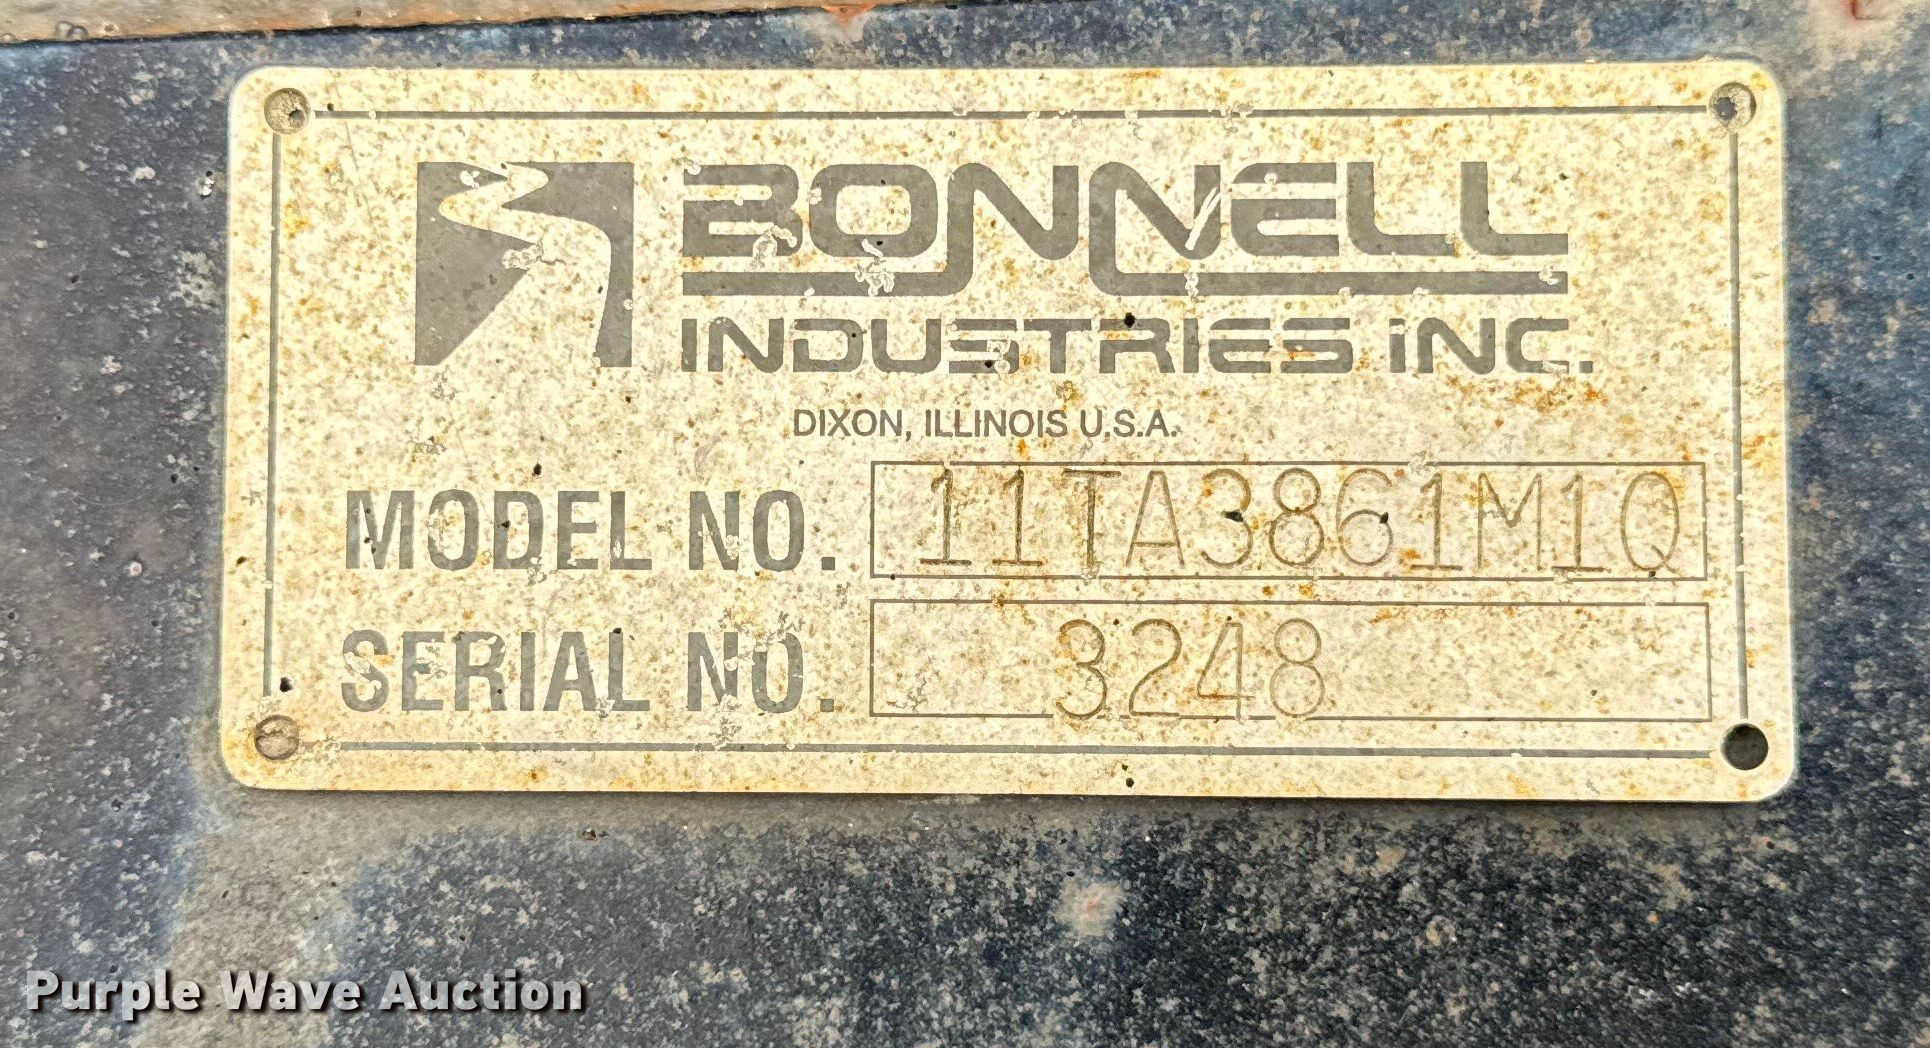 BONNELL
INDUSTRIES iNC.
DIXON, ILLINOIS U.S.A.
MODEL NO. 11TA3861M1Q
SERIAL NO. 3248
Purple Wave Auction